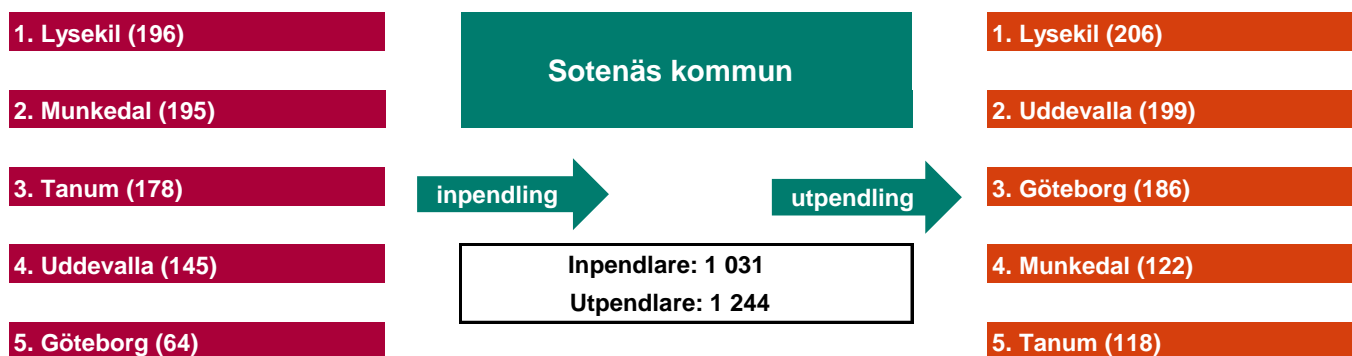 1. Lysekil (196)
2. Munkedal (195)
3. Tanum (178)
4. Uddevalla (145)
5. Göteborg (64)
Sotenäs kommun
inpendling
utpendling
Inpendlare: 1 031
Utpendlare: 1 244
1. Lysekil (206)
2. Uddevalla (199)
3. Göteborg (186)
4. Munkedal (122)
5. Tanum (118)